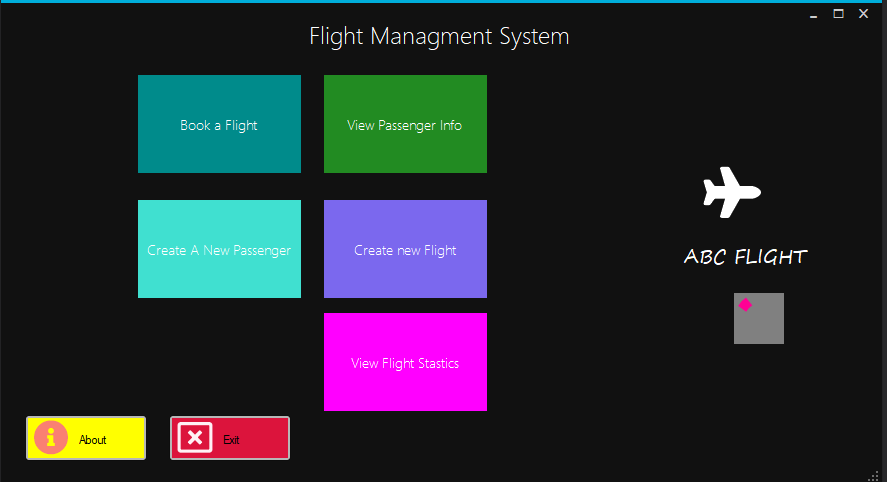 Flight Managment System
Book a Flight
View Passenger Info
Create A New Passenger
Create new Flight
ABC FLIGHT
View Flight Stastics
About
Exit